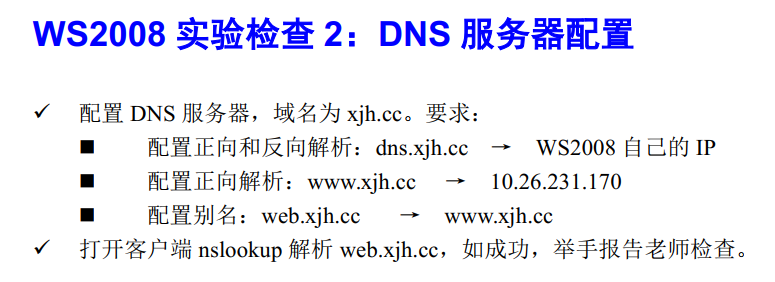 WS2008 实验检查 2：DNS 服务器配置
✓ 配置 DNS 服务器，域名为 xjh.cc。要求：
■ 配置正向和反向解析：dns.xjh.cc → WS2008 自己的 IP
■ 配置正向解析：www.xjh.cc → 10.26.231.170
■ 配置别名：web.xjh.cc → www.xjh.cc
✓ 打开客户端 nslookup 解析 web.xjh.cc，如成功，举手报告老师检查。